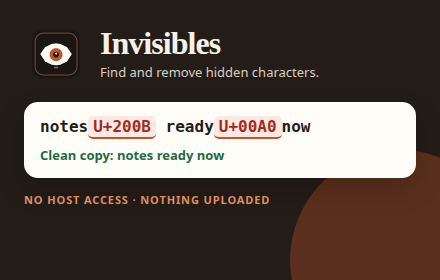 Invisibles
Find and remove hidden characters.
notesU+200B readyU+00A0now
Clean copy: notes ready now
NO HOST ACCESS · NOTHING UPLOADED